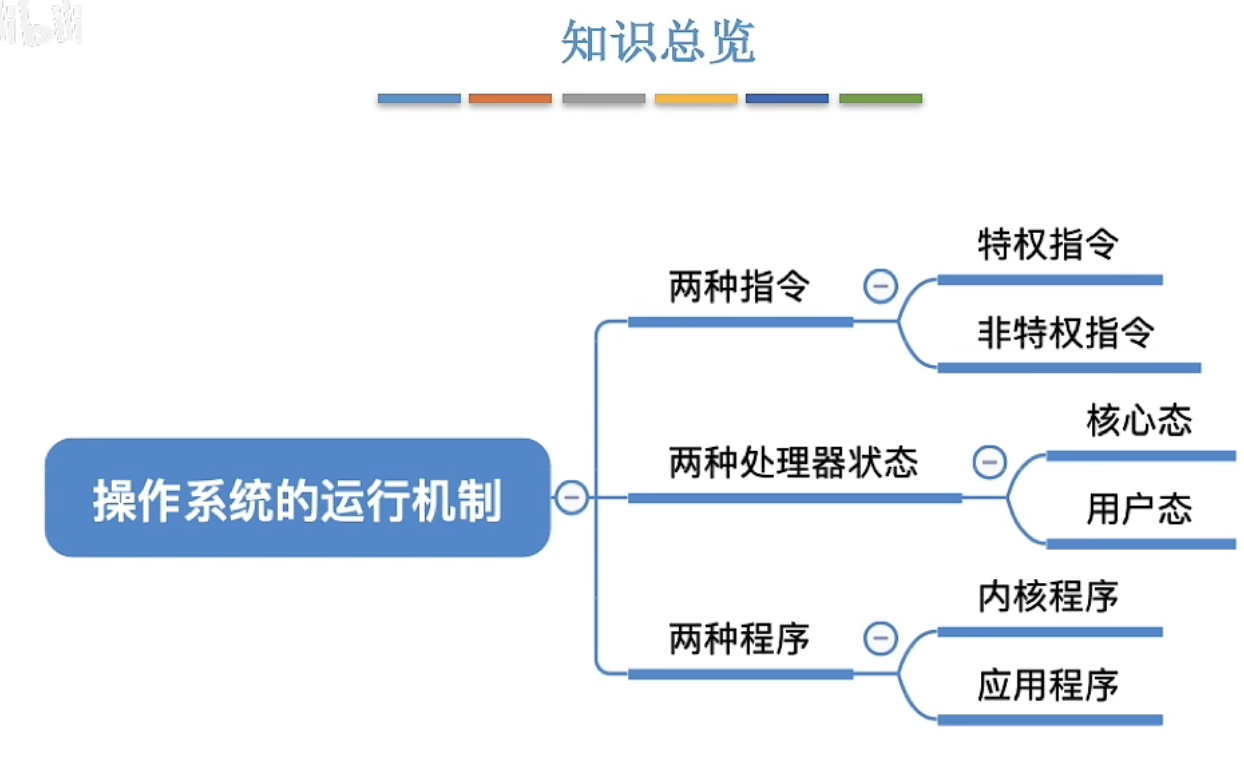 知识总览
特权指令
两种指令
非特权指令
核心态
两种处理器状态
操作系统的运行机制
用户态
内核程序
两种程序
应用程序